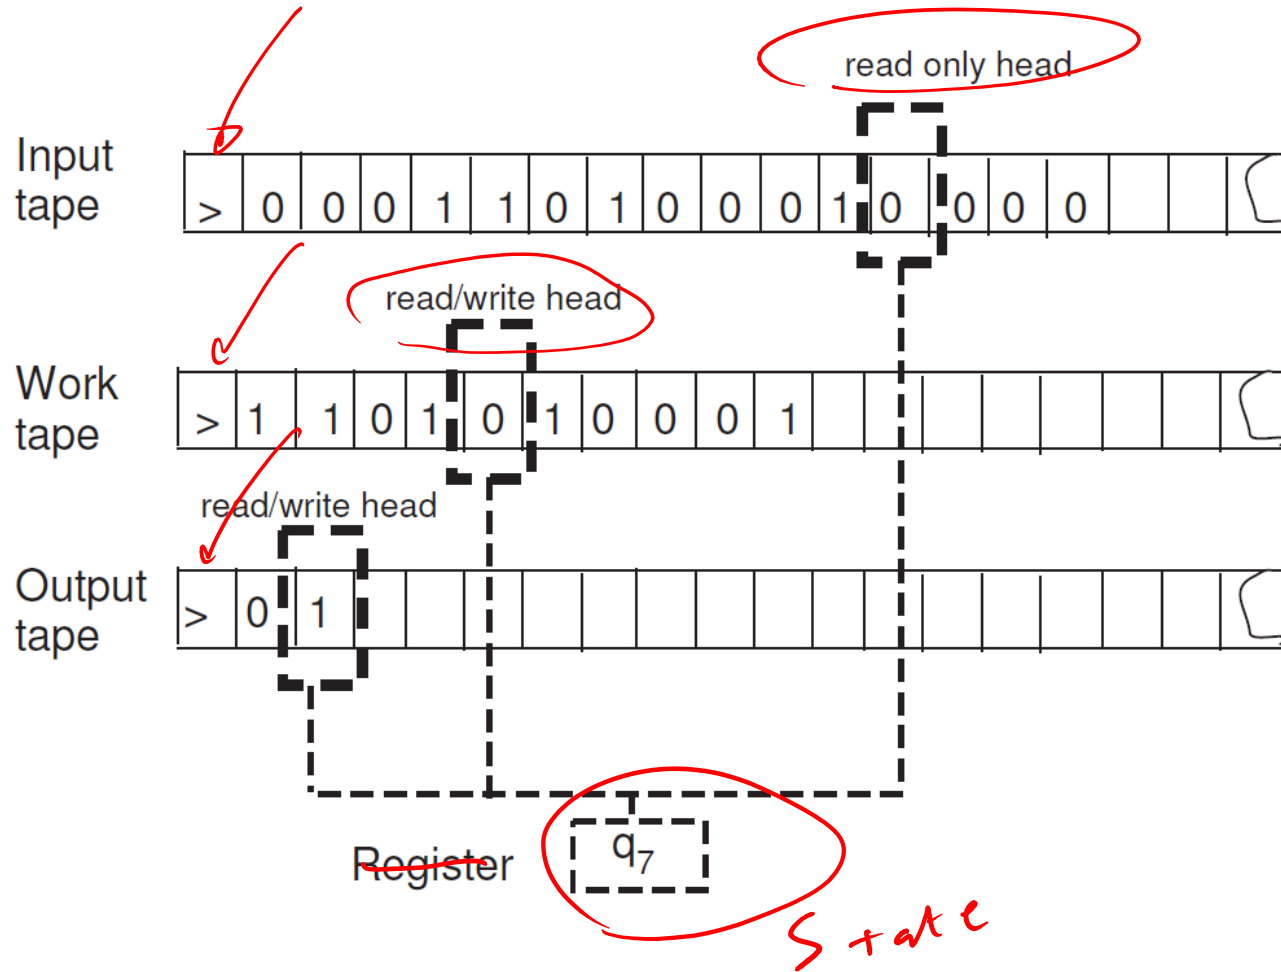 read only head
Input tape
> 0 0 0 1 1 0 1 0 0 0 1 0 0 0 0
read/write head
Work tape
> 1 1 0 1 0 1 0 0 0 1
read/write head
Output tape
> 0 1
Register
q7
State